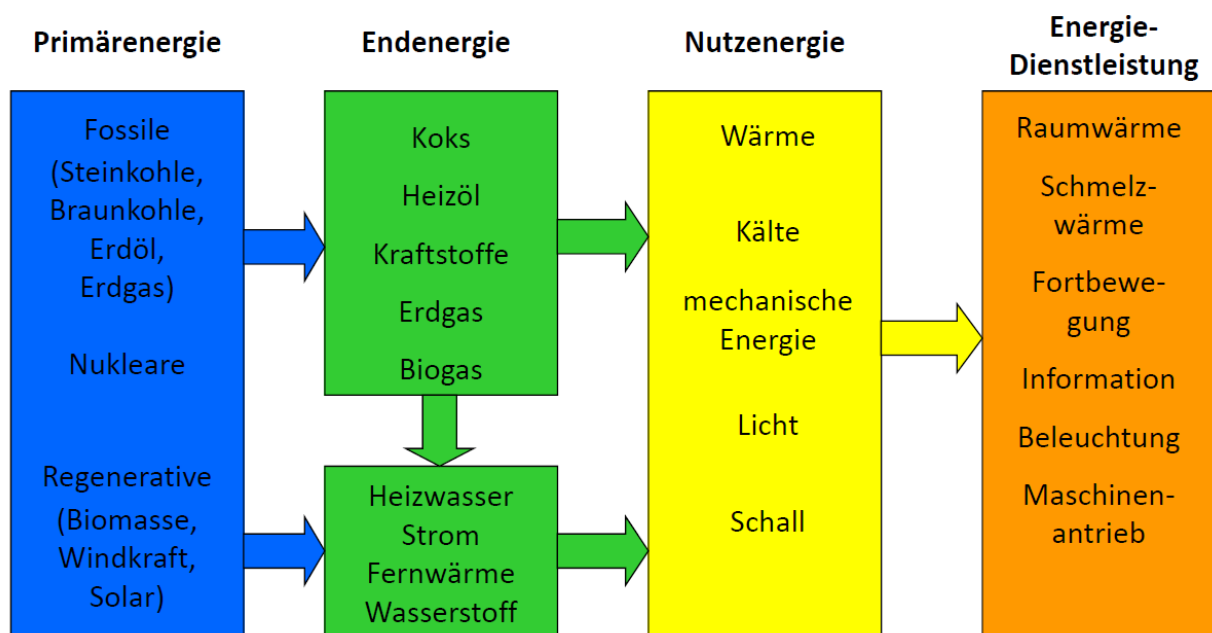 Primärenergie
Endenergie
Nutzenergie
Energie-
Dienstleistung
Fossile
(Steinkohle,
Braunkohle,
Erdöl,
Erdgas)
Nukleare
Regenerative
(Biomasse,
Windkraft,
Solar)
Koks
Heizöl
Kraftstoffe
Erdgas
Biogas
Heizwasser
Strom
Fernwärme
Wasserstoff
Wärme
Kälte
mechanische
Energie
Licht
Schall
Raumwärme
Schmelz-
wärme
Fortbewe-
gung
Information
Beleuchtung
Maschinen-
antrieb